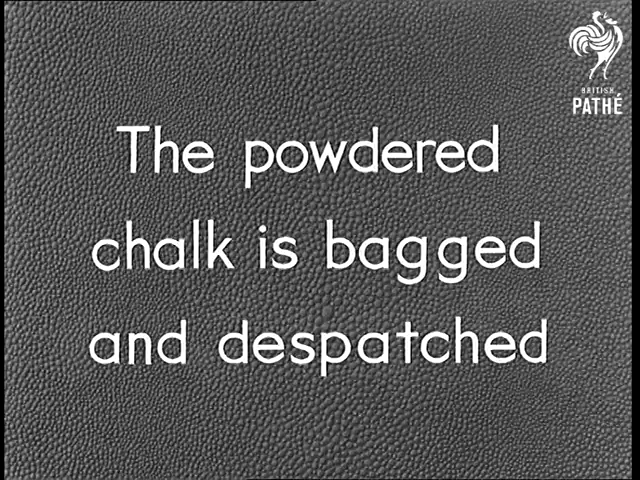 BRITISH
PATHÉ
The powdered
chalk is bagged
and despatched